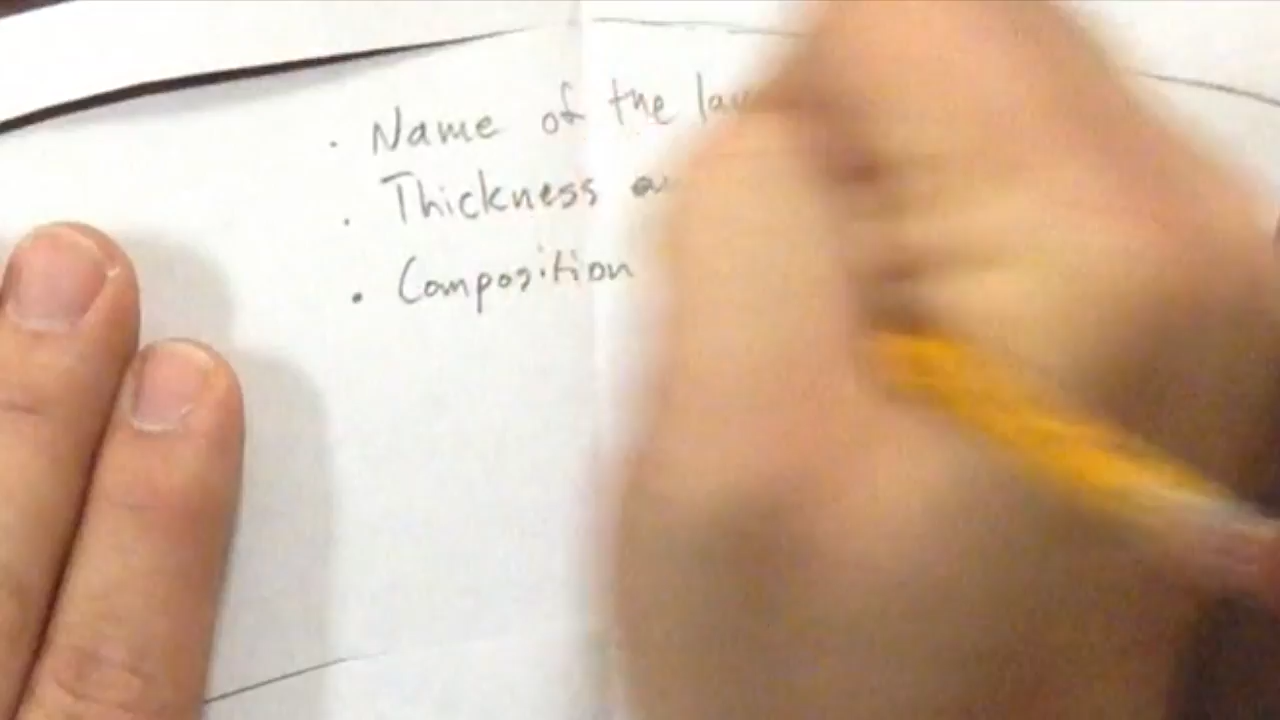 · Name of the
· Thickness
· Composition